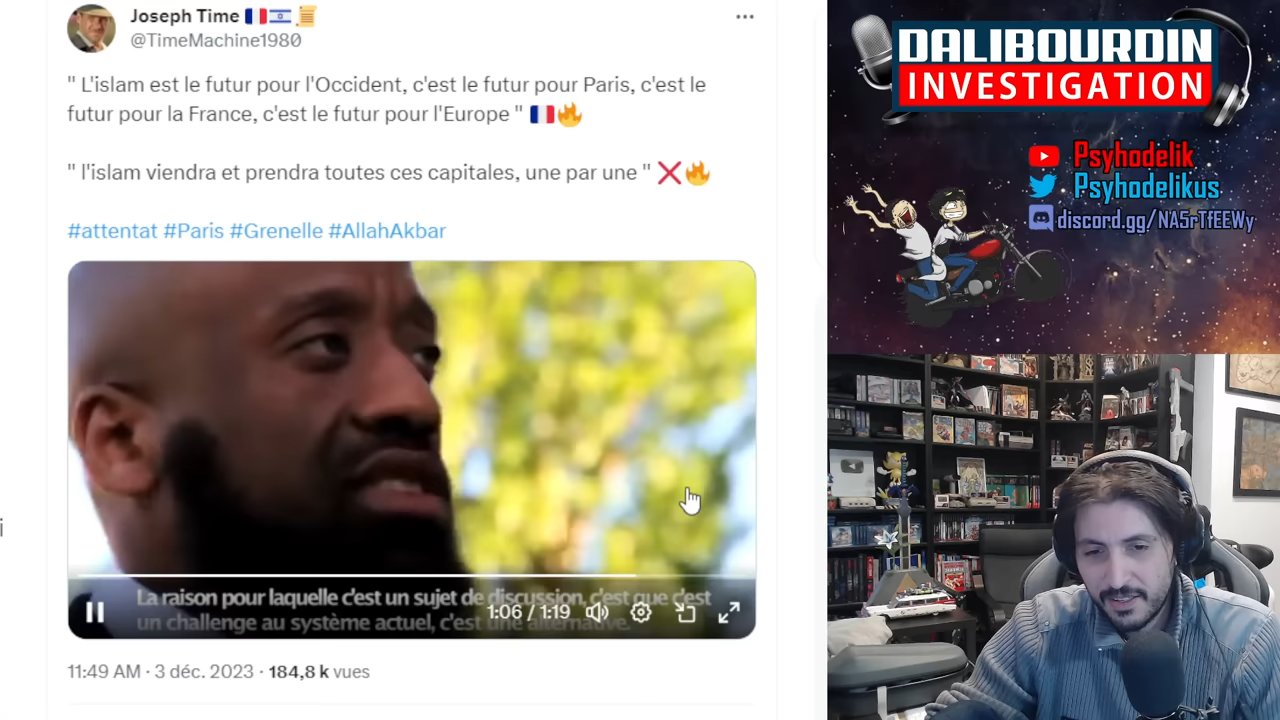 Joseph Time 🇫🇷🇮🇱📜
@TimeMachine1980
" L'islam est le futur pour l'Occident, c'est le futur pour Paris, c'est le
futur pour la France, c'est le futur pour l'Europe " 🇫🇷🔥
" l'islam viendra et prendra toutes ces capitales, une par une " ❌🔥
#attentat #Paris #Grenelle #AllahAkbar
La raison pour laquelle c'est un sujet de discussion, c'est que c'est
un challenge au système actuel, c'est une alternative.
1:06 / 1:19
11:49 AM · 3 déc. 2023 · 184,8 k vues
DALIBOURDIN
INVESTIGATION
Psyhodelik
Psyhodelikus
discord.gg/NA5rTfEEWy